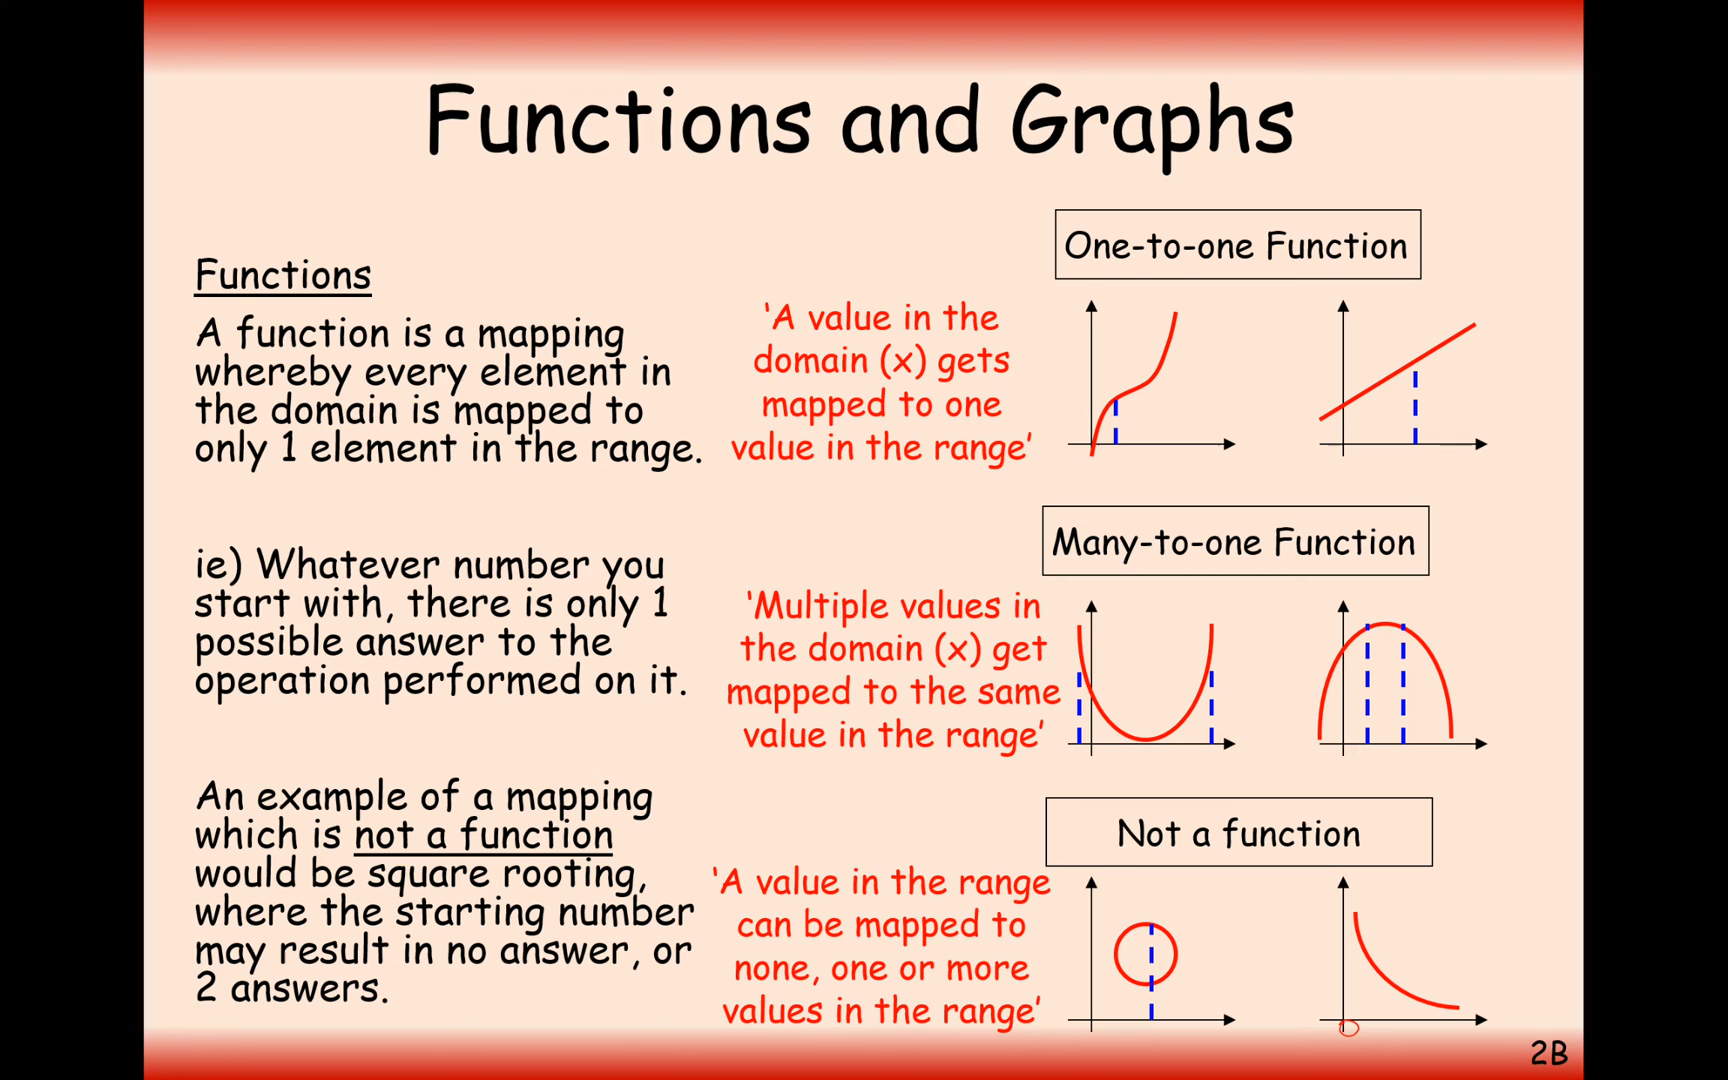 Functions and Graphs
Functions
A function is a mapping
whereby every element in
the domain is mapped to
only 1 element in the range.
ie) Whatever number you
start with, there is only 1
possible answer to the
operation performed on it.
An example of a mapping
which is not a function
would be square rooting,
where the starting number
may result in no answer, or
2 answers.
One-to-one Function
‘A value in the
domain (x) gets
mapped to one
value in the range’
Many-to-one Function
‘Multiple values in
the domain (x) get
mapped to the same
value in the range’
Not a function
‘A value in the range
can be mapped to
none, one or more
values in the range’
2B